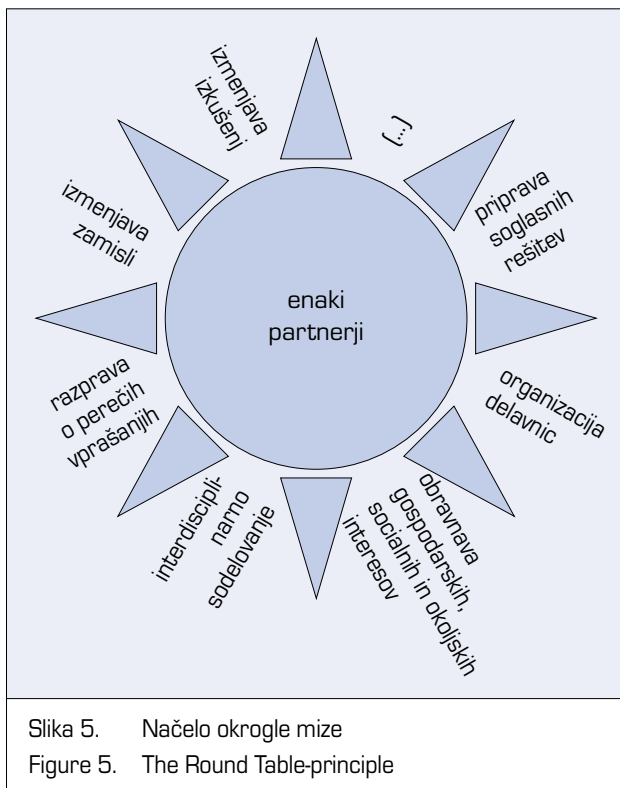 izmenjava
izkušenj
[...]
priprava
soglasnih
rešitev
organizacija
delavnic
obravnava
gospodarskih,
socialnih in okoljskih
interesov
interdiscipli-
narno
sodelovanje
razprava
o perečih
vprašanjih
izmenjava
zamisli
enaki
partnerji
Slika 5. Načelo okrogle mize
Figure 5. The Round Table-principle